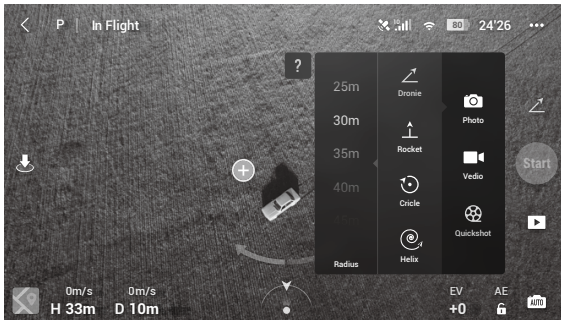 P | In Flight
80 24'26
?
25m
30m
35m
40m
Radius
Dronie
Rocket
Cricle
Helix
Photo
Vedio
Quickshot
Start
0m/s 0m/s
H 33m D 10m
EV AE
+0 AUTO